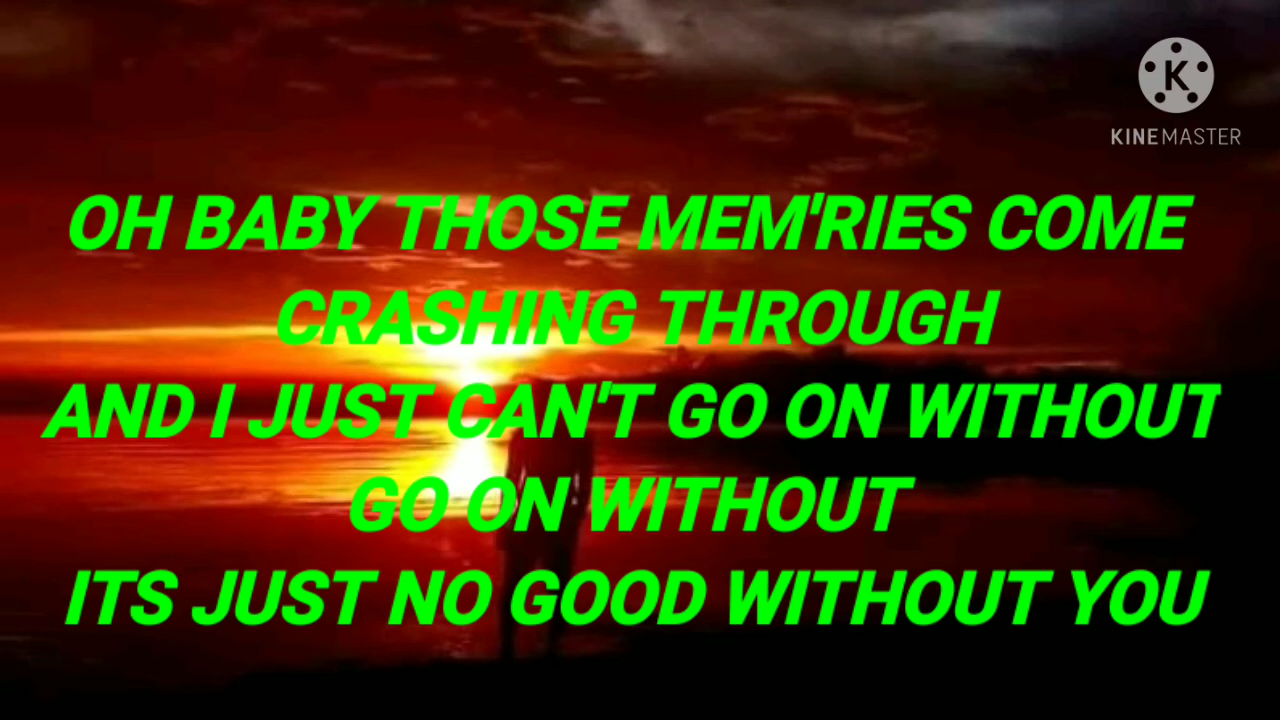 KINEMASTER
OH BABY THOSE MEM'RIES COME
CRASHING THROUGH
AND I JUST CAN'T GO ON WITHOUT
GO ON WITHOUT
ITS JUST NO GOOD WITHOUT YOU